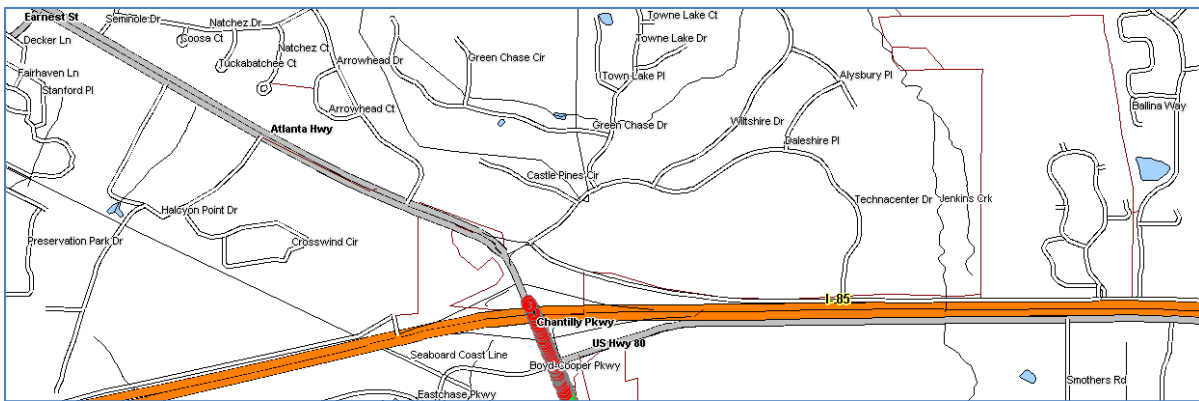 Earnest St
Seminole Dr
Natchez Dr
Towne Lake Ct
Decker Ln
Coosa Ct
Towne Lake Dr
Natchez Ct
Arrowhead Dr
Green Chase Cir
Tuckabatchee Ct
Fairhaven Ln
Town Lake Pl
Alysbury Pl
Stanford Pl
Arrowhead Ct
Ballina Way
Wiltshire Dr
Green Chase Dr
Atlanta Hwy
Daleshire Pl
Castle Pines Cir
Technacenter Dr
Jenkins Crk
Halcyon Point Dr
Preservation Park Dr
Crosswind Cir
I-85
Chantilly Pkwy
US Hwy 80
Seaboard Coast Line
Boyd-Cooper Pkwy
Smothers Rd
Eastchase Pkwy